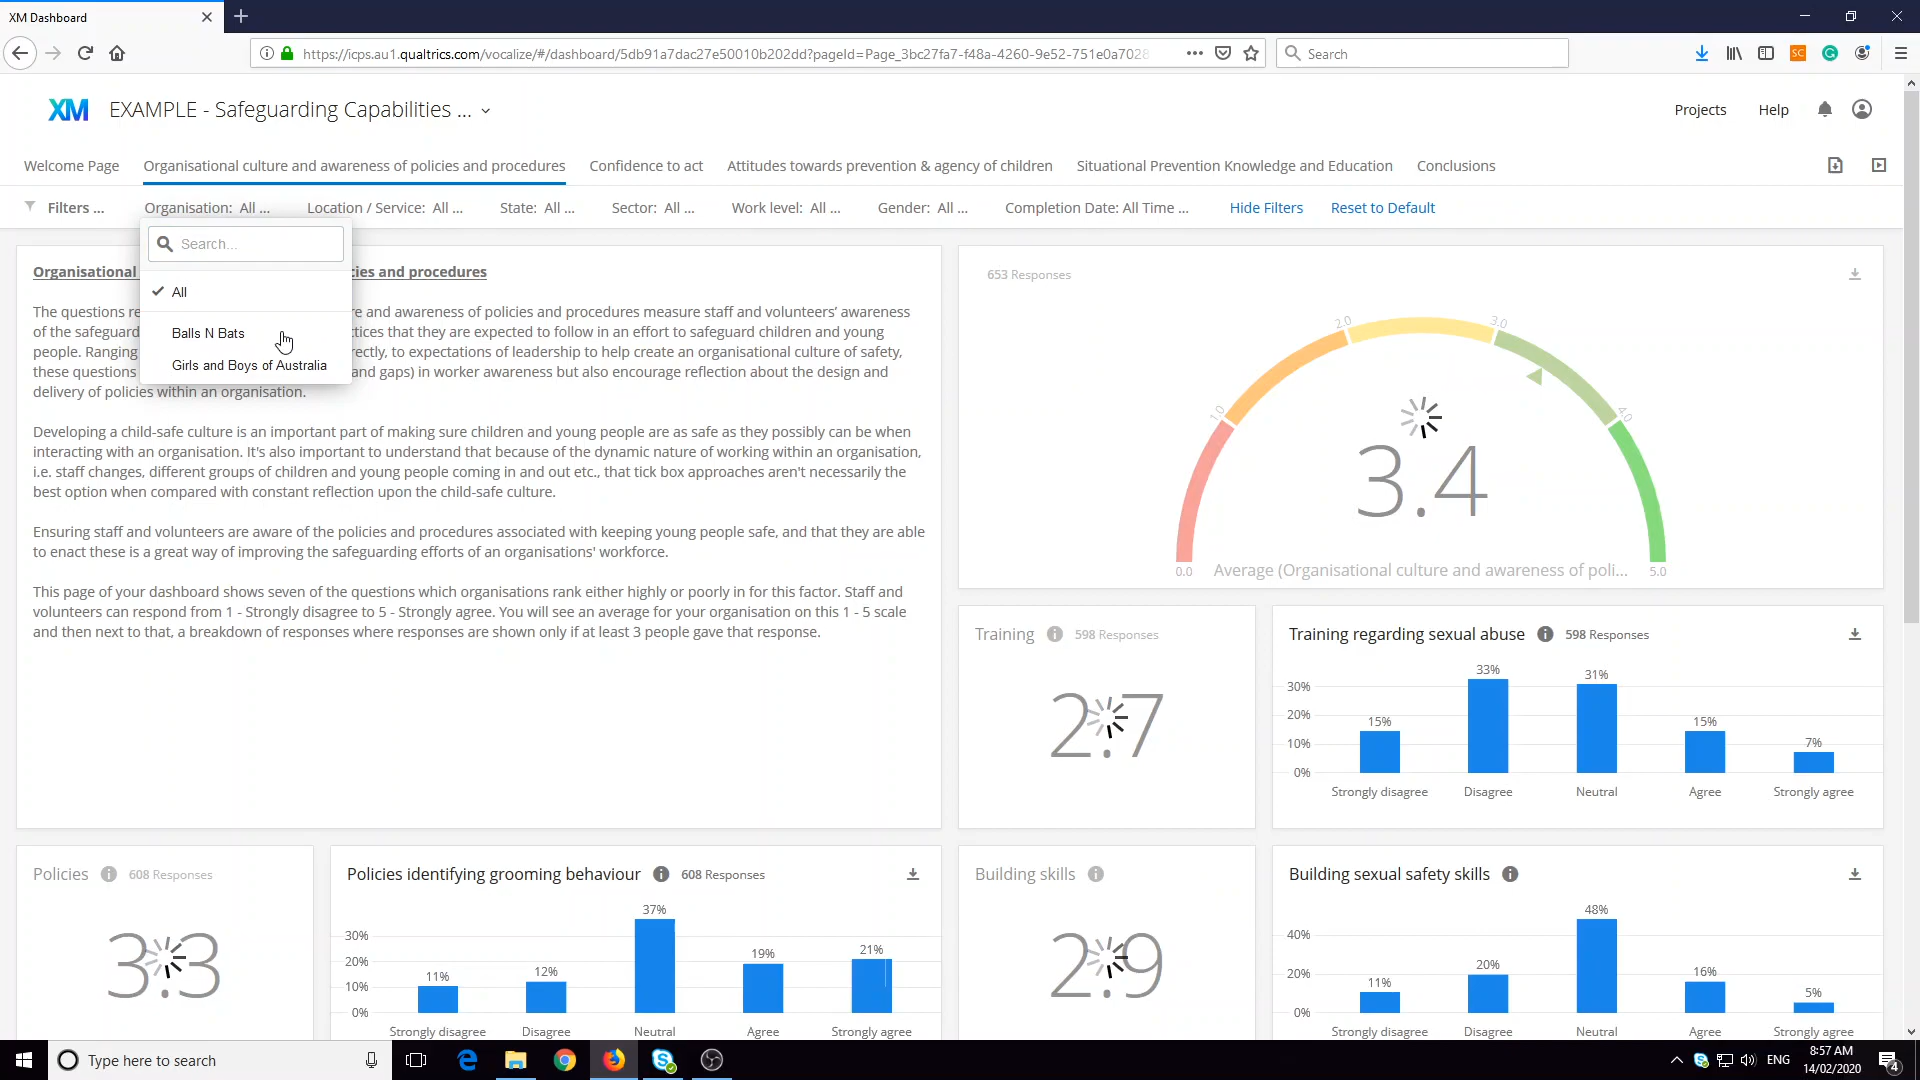 XM Dashboard
https://icps.au1.qualtrics.com/vocalize/#/dashboard/5db91a7dac27e50010b202dd?pageId=Page_3bc27fa7-f48a-4260-9e52-751e0a7028
Search
XM EXAMPLE - Safeguarding Capabilities ...
Projects
Help
Welcome Page
Organisational culture and awareness of policies and procedures
Confidence to act
Attitudes towards prevention & agency of children
Situational Prevention Knowledge and Education
Conclusions
Filters ...
Organisation: All ...
Location / Service: All ...
State: All ...
Sector: All ...
Work level: All ...
Gender: All ...
Completion Date: All Time ...
Hide Filters
Reset to Default
Search...
All
Balls N Bats
Girls and Boys of Australia
Organisational cies and procedures
The questions re e and awareness of policies and procedures measure staff and volunteers' awareness
of the safeguard tices that they are expected to follow in an effort to safeguard children and young
people. Ranging rectly, to expectations of leadership to help create an organisational culture of safety,
these questions and gaps) in worker awareness but also encourage reflection about the design and
delivery of policies within an organisation.
Developing a child-safe culture is an important part of making sure children and young people are as safe as they possibly can be when
interacting with an organisation. It's also important to understand that because of the dynamic nature of working within an organisation,
i.e. staff changes, different groups of children and young people coming in and out etc., that tick box approaches aren't necessarily the
best option when compared with constant reflection upon the child-safe culture.
Ensuring staff and volunteers are aware of the policies and procedures associated with keeping young people safe, and that they are able
to enact these is a great way of improving the safeguarding efforts of an organisations' workforce.
This page of your dashboard shows seven of the questions which organisations rank either highly or poorly in for this factor. Staff and
volunteers can respond from 1 - Strongly disagree to 5 - Strongly agree. You will see an average for your organisation on this 1 - 5 scale
and then next to that, a breakdown of responses where responses are shown only if at least 3 people gave that response.
653 Responses
2.0
3.0
1.0
4.0
3.4
0.0
Average (Organisational culture and awareness of poli...
5.0
Training
598 Responses
2.7
Training regarding sexual abuse
598 Responses
33%
31%
30%
15%
15%
20%
7%
10%
0%
Strongly disagree
Disagree
Neutral
Agree
Strongly agree
Policies
608 Responses
3.3
Policies identifying grooming behaviour
608 Responses
37%
30%
21%
19%
20%
11%
12%
10%
0%
Strongly disagree
Disagree
Neutral
Agree
Strongly agree
Building skills
2.9
Building sexual safety skills
48%
40%
20%
16%
20%
11%
5%
0%
Strongly disagree
Disagree
Neutral
Agree
Strongly agree
Type here to search
ENG
8:57 AM
14/02/2020
4